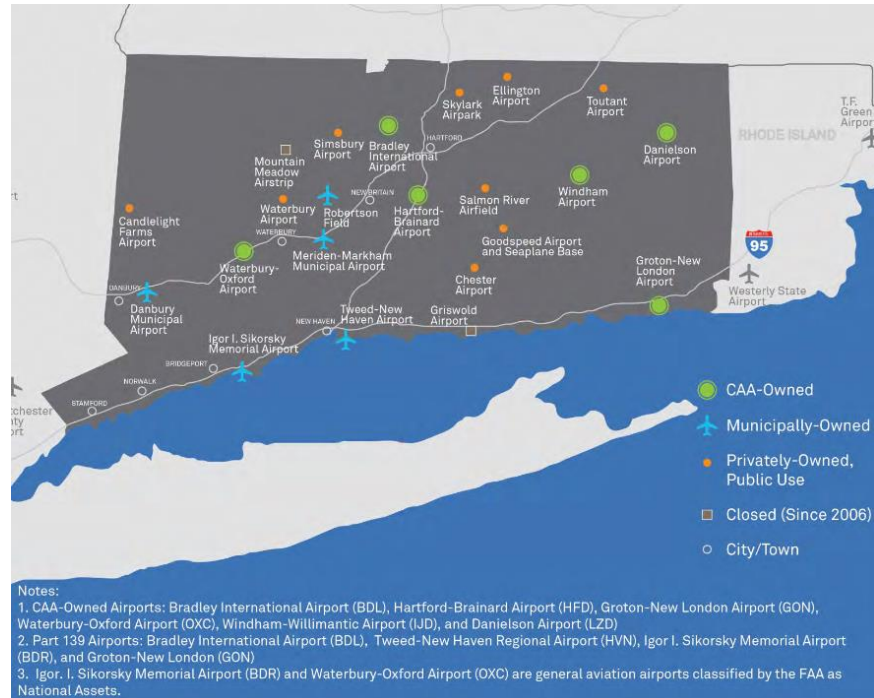 Ellington
Airport
Skylark
Airpark
Toutant
Airport
T.F.
Green
Airport
RHODE ISLAND
Simsbury
Airport
Bradley
International
Airport
HARTFORD
Danielson
Airport
Mountain
Meadow
Airstrip
Windham
Airport
Waterbury
Airport
Robertson
Field
NEW BRITAIN
Hartford-
Brainard Airport
Salmon River
Airfield
Candlelight
Farms
Airport
WATERBURY
Meriden-Markham
Municipal Airport
Goodspeed Airport
and Seaplane Base
INTERSTATE
95
Waterbury-
Oxford
Airport
Chester
Airport
Groton-New
London Airport
Westerly State
Airport
DANBURY
Danbury
Municipal
Airport
Tweed-New
Haven Airport
Griswold
Airport
NEW HAVEN
Igor I. Sikorsky
Memorial Airport
BRIDGEPORT
NORWALK
STAMFORD
tchester
nty
ort
rt
CAA-Owned
Municipally-Owned
Privately-Owned,
Public Use
Closed (Since 2006)
City/Town
Notes:
1. CAA-Owned Airports: Bradley International Airport (BDL), Hartford-Brainard Airport (HFD), Groton-New London Airport (GON),
Waterbury-Oxford Airport (OXC), Windham-Willimantic Airport (IJD), and Danielson Airport (LZD)
2. Part 139 Airports: Bradley International Airport (BDL), Tweed-New Haven Regional Airport (HVN), Igor I. Sikorsky Memorial Airport
(BDR), and Groton-New London (GON)
3. Igor. I. Sikorsky Memorial Airport (BDR) and Waterbury-Oxford Airport (OXC) are general aviation airports classified by the FAA as
National Assets.